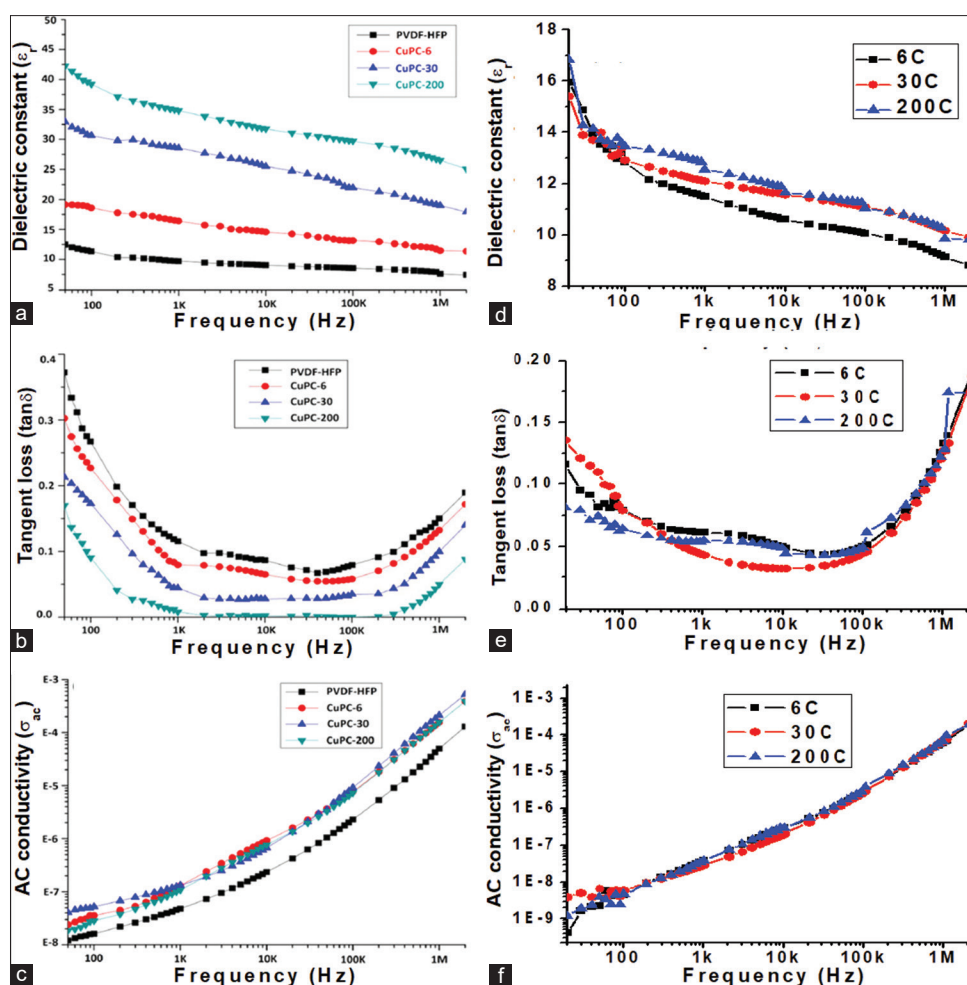 Dielectric constant (εr)
50
45
40
35
30
25
20
15
10
5
PVDF-HFP
CuPC-6
CuPC-30
CuPC-200
100 1K 10K 100K 1M
Frequency (Hz)
a
Tangent loss (tanδ)
0.4
0.3
0.2
0.1
0.0
PVDF-HFP
CuPC-6
CuPC-30
CuPC-200
100 1K 10K 100K 1M
Frequency (Hz)
b
AC conductivity (σac)
E-3
E-4
E-5
E-6
E-7
E-8
PVDF-HFP
CuPC-6
CuPC-30
CuPC-200
100 1K 10K 100K 1M
Frequency (Hz)
c
Dielectric constant (εr)
18
16
14
12
10
8
6C
30C
200C
100 1k 10k 100k 1M
Frequency (Hz)
d
Tangent loss (tanδ)
0.20
0.15
0.10
0.05
0.00
6C
30C
200C
100 1k 10k 100k 1M
Frequency (Hz)
e
AC conductivity (σac)
1E-3
1E-4
1E-5
1E-6
1E-7
1E-8
1E-9
6C
30C
200C
100 1k 10k 100k 1M
Frequency (Hz)
f